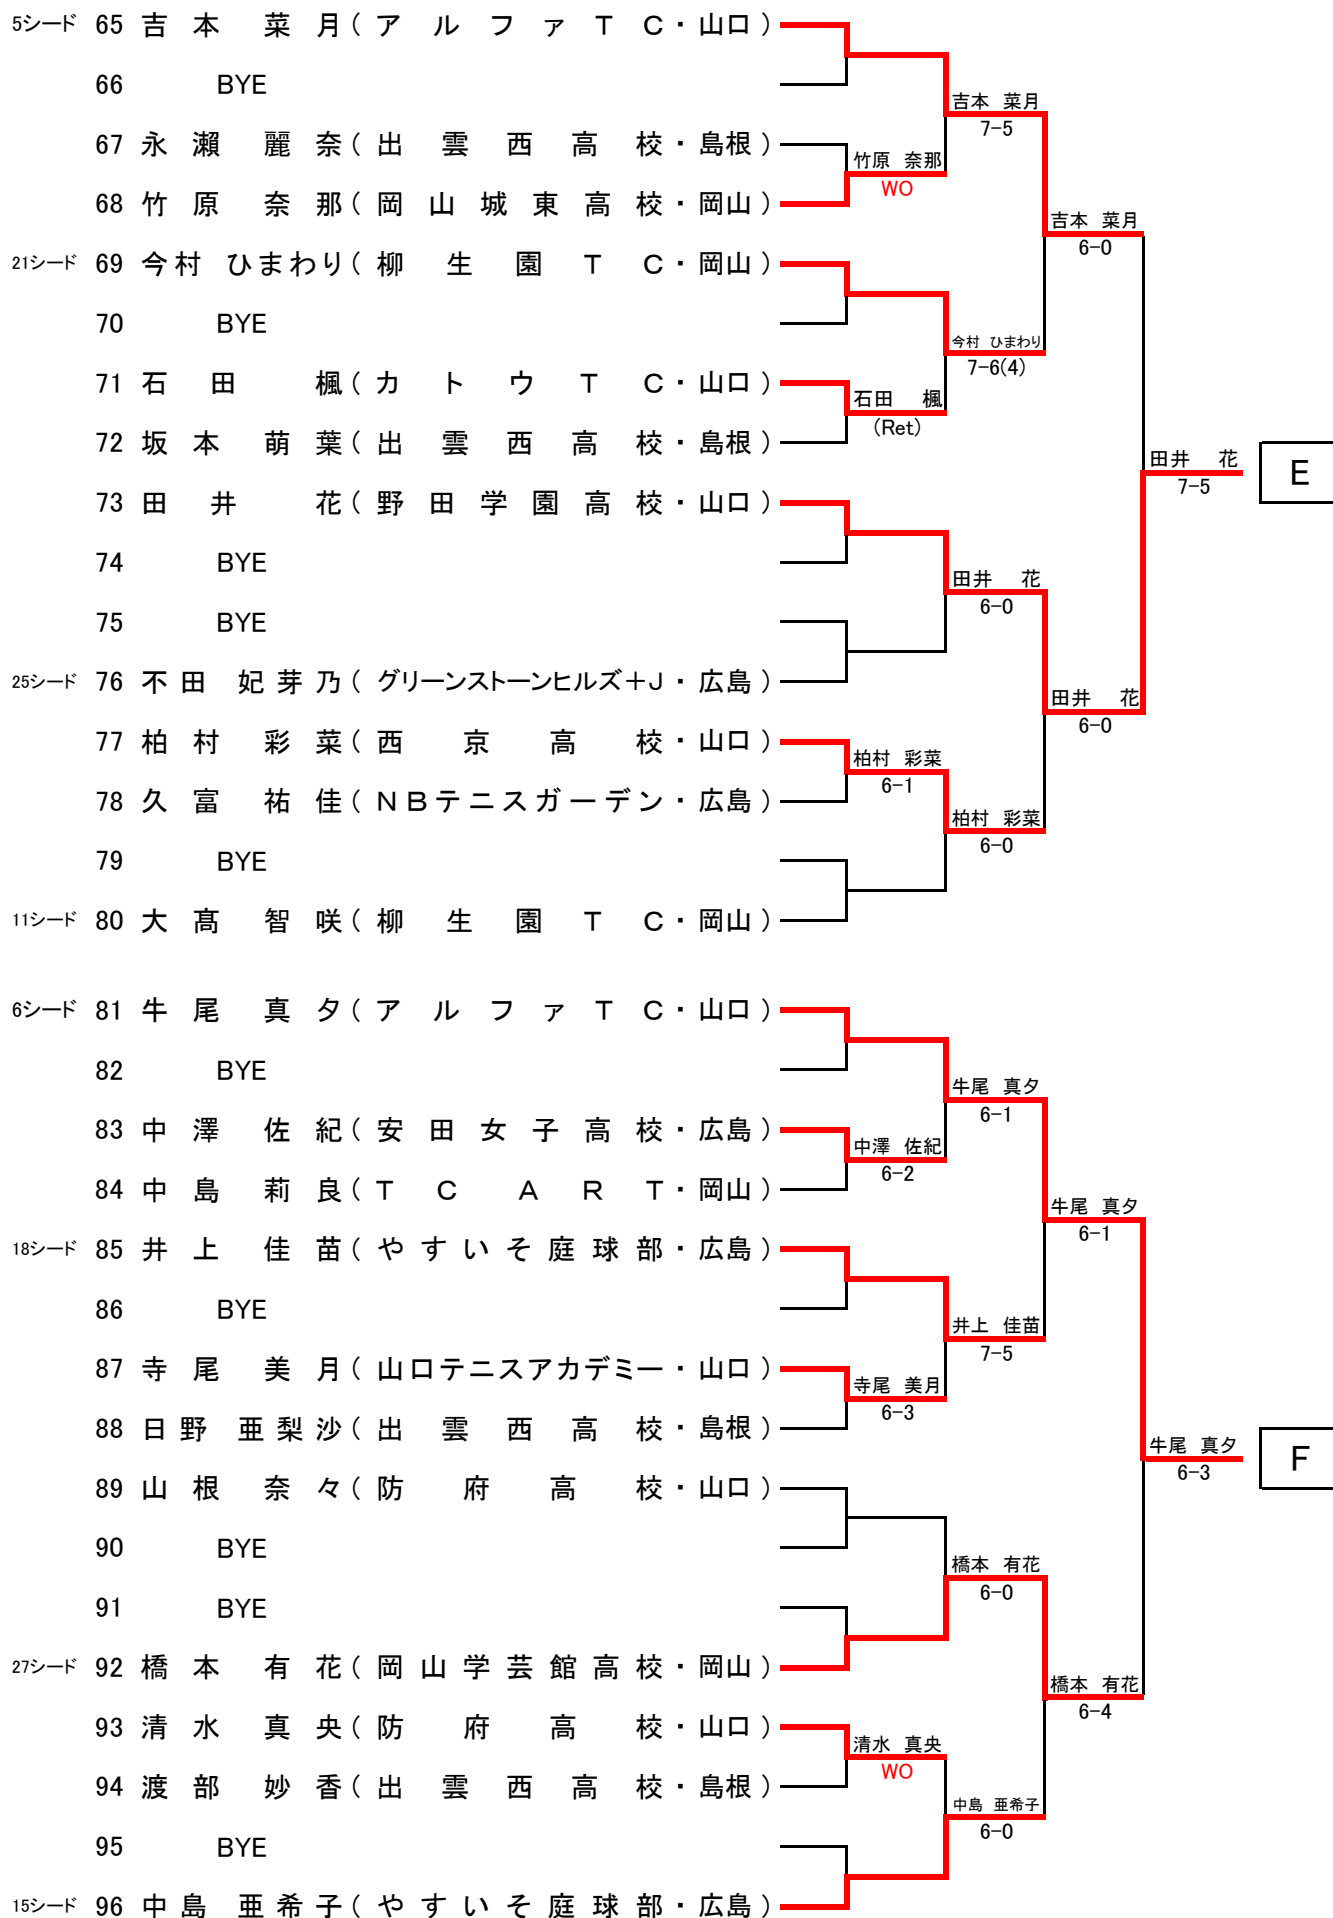 5シード 65 吉本 菜月(アルファTC・山口)
66 BYE
吉本 菜月
7-5
67 永瀬 麗奈(出雲西高校・島根)
竹原 奈那
WO
68 竹原 奈那(岡山城東高校・岡山)
吉本 菜月
6-0
21シード 69 今村 ひまわり(柳生園TC・岡山)
70 BYE
今村 ひまわり
7-6(4)
71 石田 楓(カトウTC・山口)
石田 楓
(Ret)
72 坂本 萌葉(出雲西高校・島根)
田井 花
7-5
E
73 田井 花(野田学園高校・山口)
74 BYE
田井 花
6-0
75 BYE
25シード 76 不田 妃芽乃(グリーンストーンヒルズ+J・広島)
田井 花
6-0
77 柏村 彩菜(西京高校・山口)
柏村 彩菜
6-1
78 久富 祐佳(NBテニスガーデン・広島)
柏村 彩菜
6-0
79 BYE
11シード 80 大髙 智咲(柳生園TC・岡山)
6シード 81 牛尾 真夕(アルファTC・山口)
82 BYE
牛尾 真夕
6-1
83 中澤 佐紀(安田女子高校・広島)
中澤 佐紀
6-2
84 中島 莉良(TC ART・岡山)
牛尾 真夕
6-1
18シード 85 井上 佳苗(やすいそ庭球部・広島)
86 BYE
井上 佳苗
7-5
87 寺尾 美月(山口テニスアカデミー・山口)
寺尾 美月
6-3
88 日野 亜梨沙(出雲西高校・島根)
牛尾 真夕
6-3
F
89 山根 奈々(防府高校・山口)
90 BYE
橋本 有花
6-0
91 BYE
27シード 92 橋本 有花(岡山学芸館高校・岡山)
橋本 有花
6-4
93 清水 真央(防府高校・山口)
清水 真央
WO
94 渡部 妙香(出雲西高校・島根)
中島 亜希子
6-0
95 BYE
15シード 96 中島 亜希子(やすいそ庭球部・広島)